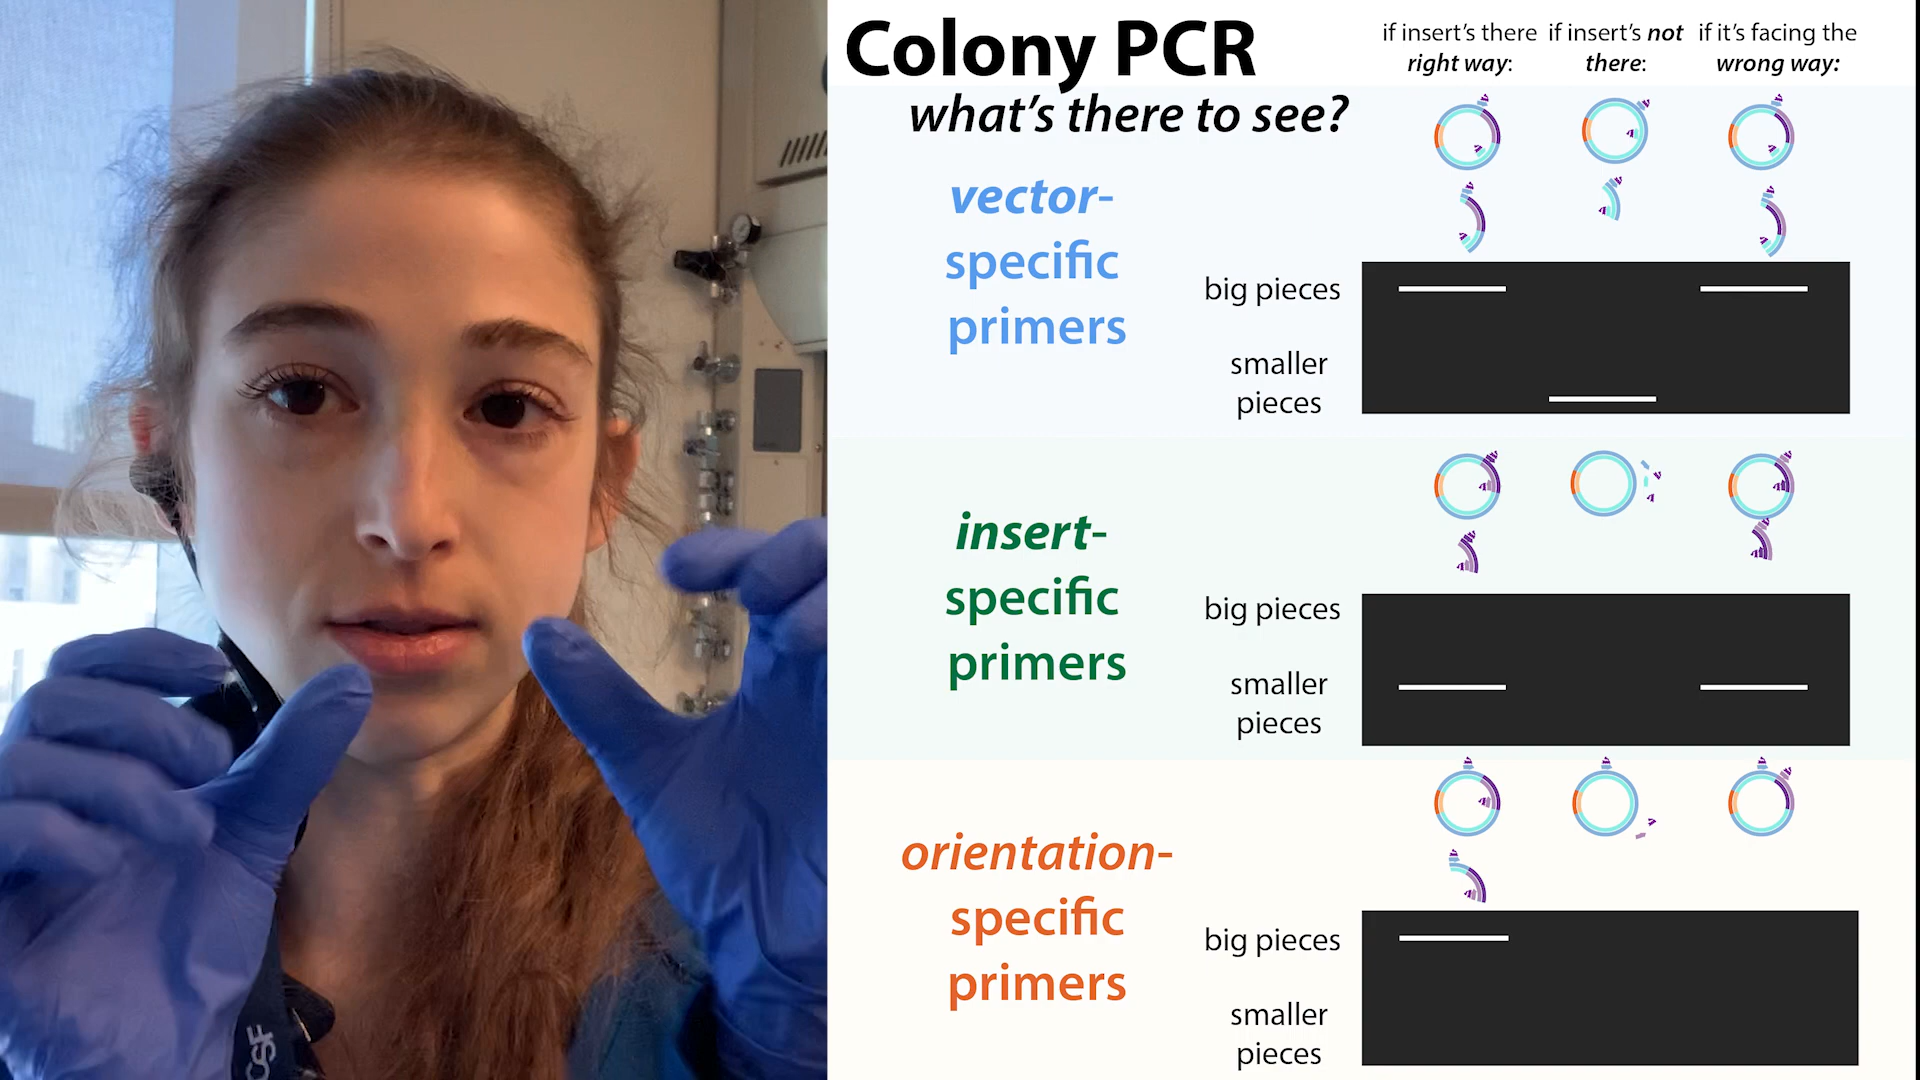 Colony PCR
what's there to see?
if insert's there
right way:
if insert's not
there:
if it's facing the
wrong way:
vector-
specific
primers
big pieces
smaller
pieces
insert-
specific
primers
big pieces
smaller
pieces
orientation-
specific
primers
big pieces
smaller
pieces
CSF